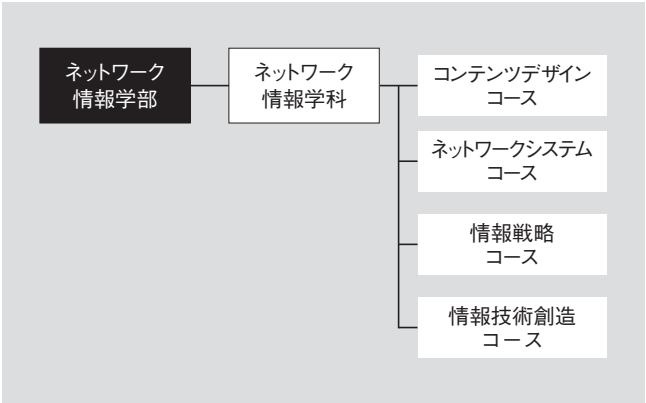 ネットワーク
情報学部
ネットワーク
情報学科
コンテンツデザイン
コース
ネットワークシステム
コース
情報戦略
コース
情報技術創造
コース